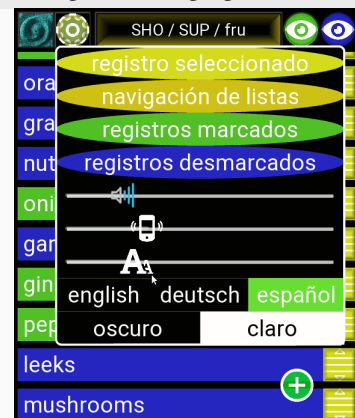 SHO / SUP / fru
registro seleccionado
ora
navigación de listas
gra
registros marcados
nut
registros desmarcados
oni
gar
AA
gin
english deutsch español
pep
oscuro claro
leeks
mushrooms